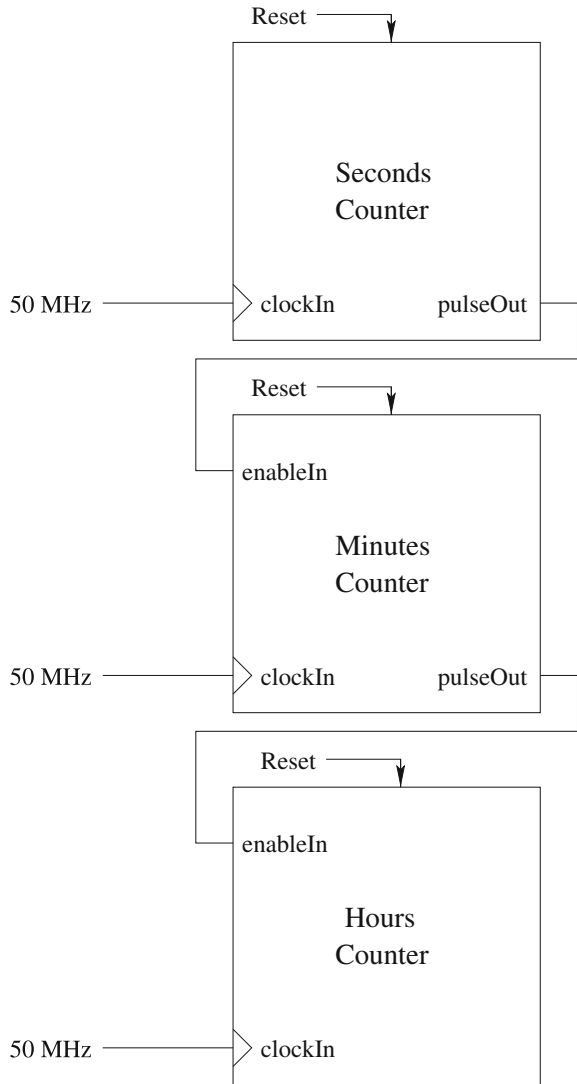 Reset
Seconds
Counter
50 MHz
clockIn
pulseOut
Reset
enableIn
Minutes
Counter
50 MHz
clockIn
pulseOut
Reset
enableIn
Hours
Counter
50 MHz
clockIn